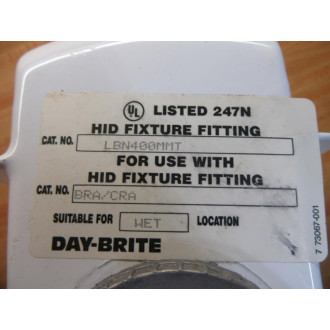 UL LISTED 247N
HID FIXTURE FITTING
CAT. NO. LBN400MMT
FOR USE WITH
HID FIXTURE FITTING
CAT. NO. BRA/CRA
SUITABLE FOR WET LOCATION
DAY-BRITE
7 73067-001